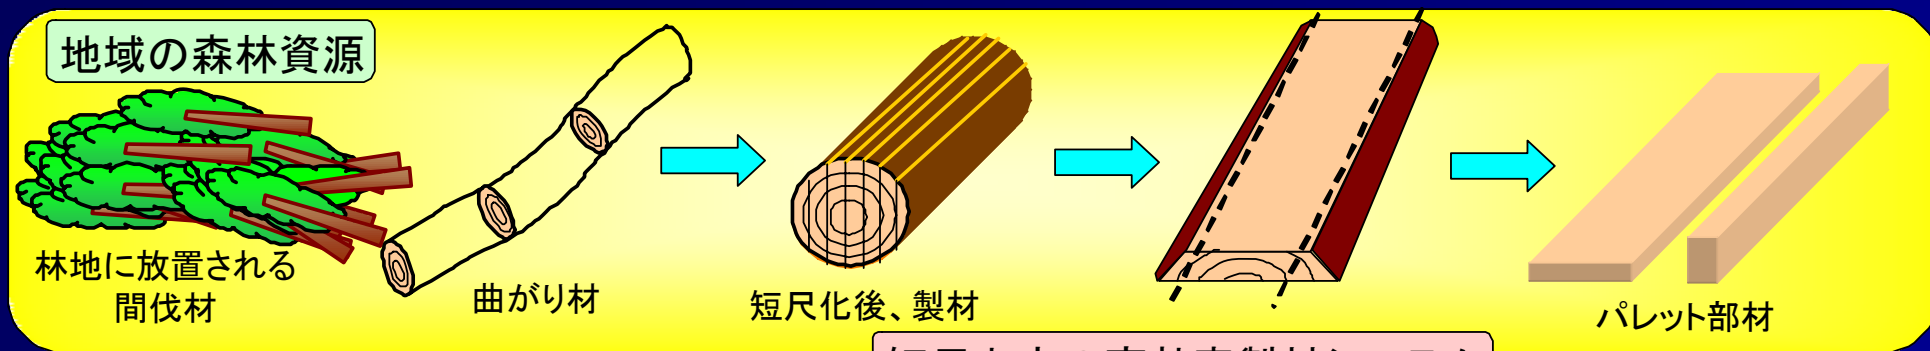 地域の森林資源
林地に放置される
間伐材
曲がり材
短尺化後、製材
パレット部材